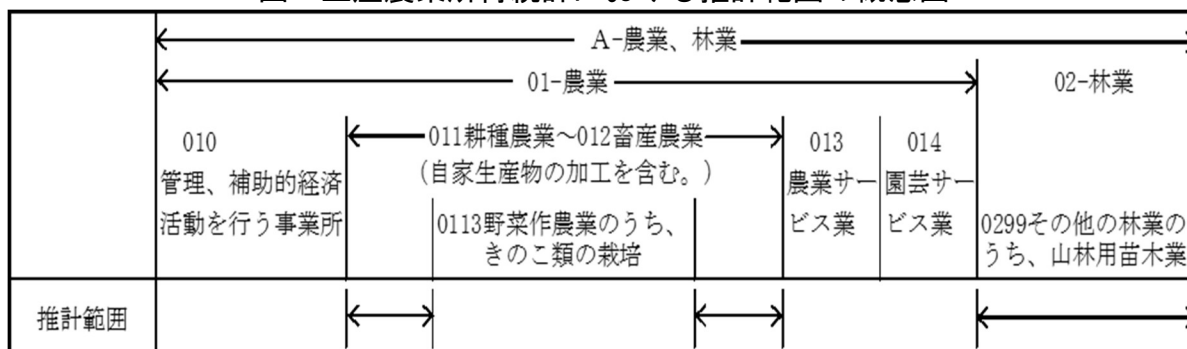 A-農業、林業
01-農業
02-林業
010
管理、補助的経済
活動を行う事業所
011耕種農業~012畜産農業
(自家生産物の加工を含む。)
0113野菜作農業のうち、
きのこ類の栽培
013
農業サー
ビス業
014
園芸サー
ビス業
0299その他の林業の
うち、山林用苗木業
推計範囲